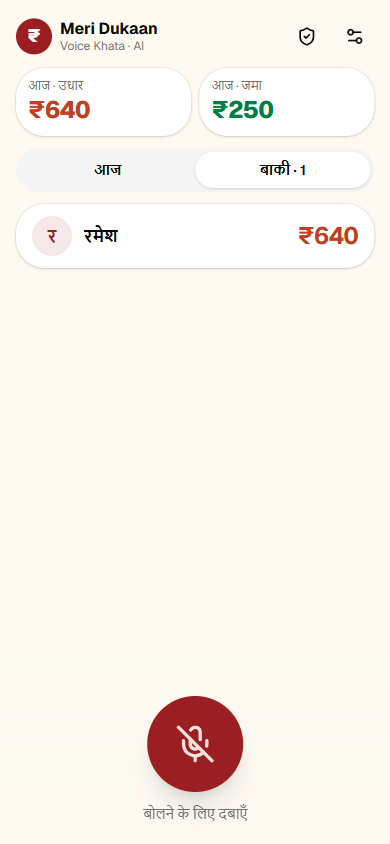 ₹
Meri Dukaan
Voice Khata · AI
आज · उधार
₹640
आज · जमा
₹250
आज
बाकी · 1
र
रमेश
₹640
बोलने के लिए दबाएँ